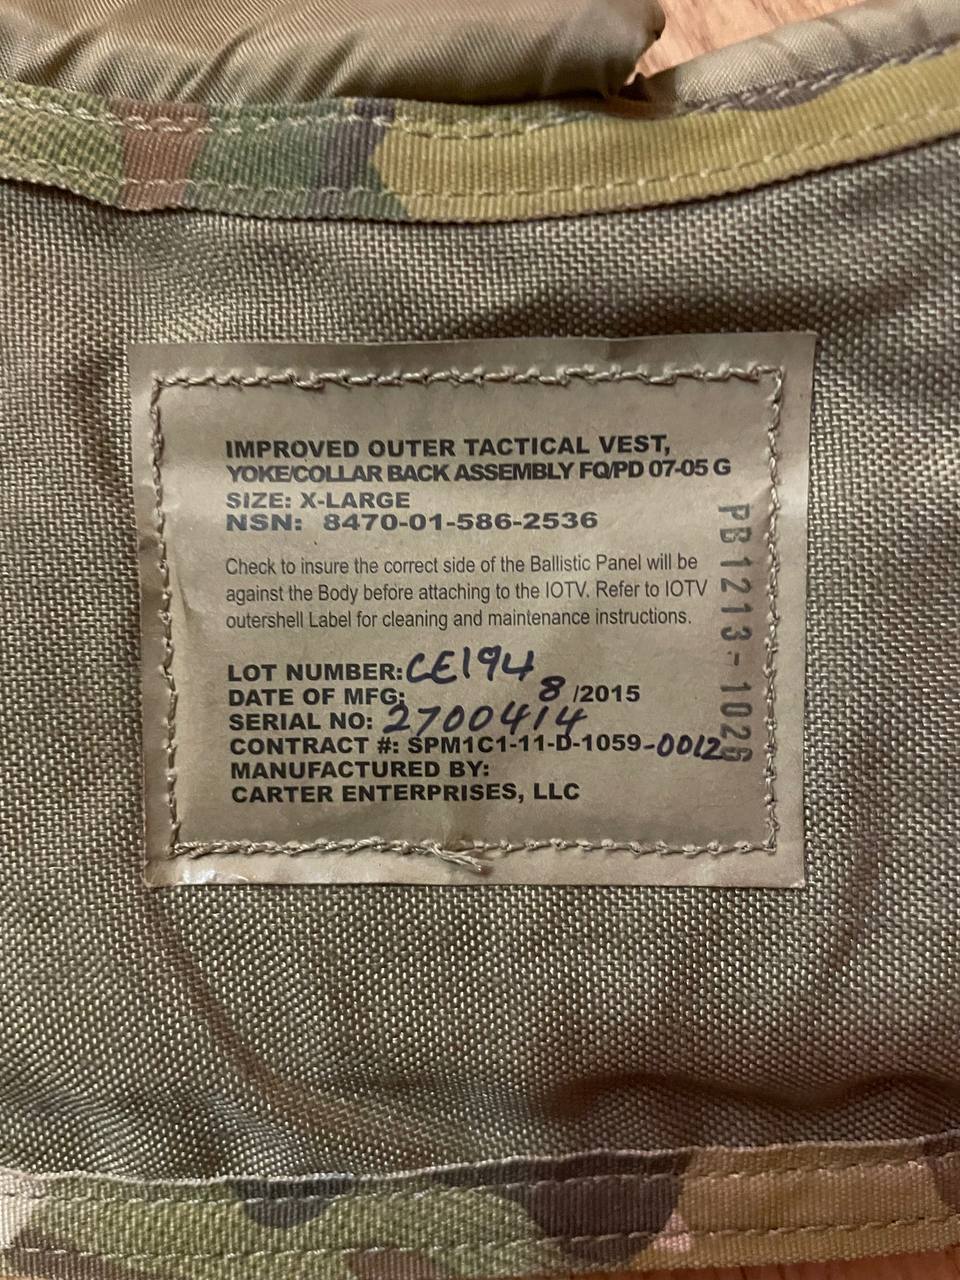 IMPROVED OUTER TACTICAL VEST,
YOKE/COLLAR BACK ASSEMBLY FQ/PD 07-05 G
SIZE: X-LARGE
NSN: 8470-01-586-2536
Check to insure the correct side of the Ballistic Panel will be
against the Body before attaching to the IOTV. Refer to IOTV
outershell Label for cleaning and maintenance instructions.
LOT NUMBER: CE194
DATE OF MFG: 8 /2015
SERIAL NO: 2700414
CONTRACT #: SPM1C1-11-D-1059-0012
MANUFACTURED BY:
CARTER ENTERPRISES, LLC
PB1213-1026